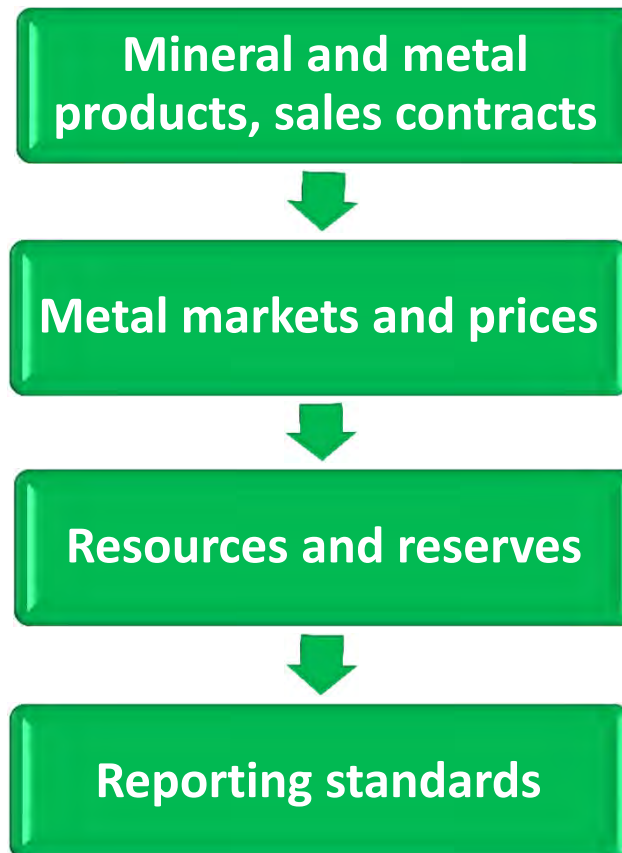 Mineral and metal
products, sales contracts
Metal markets and prices
Resources and reserves
Reporting standards